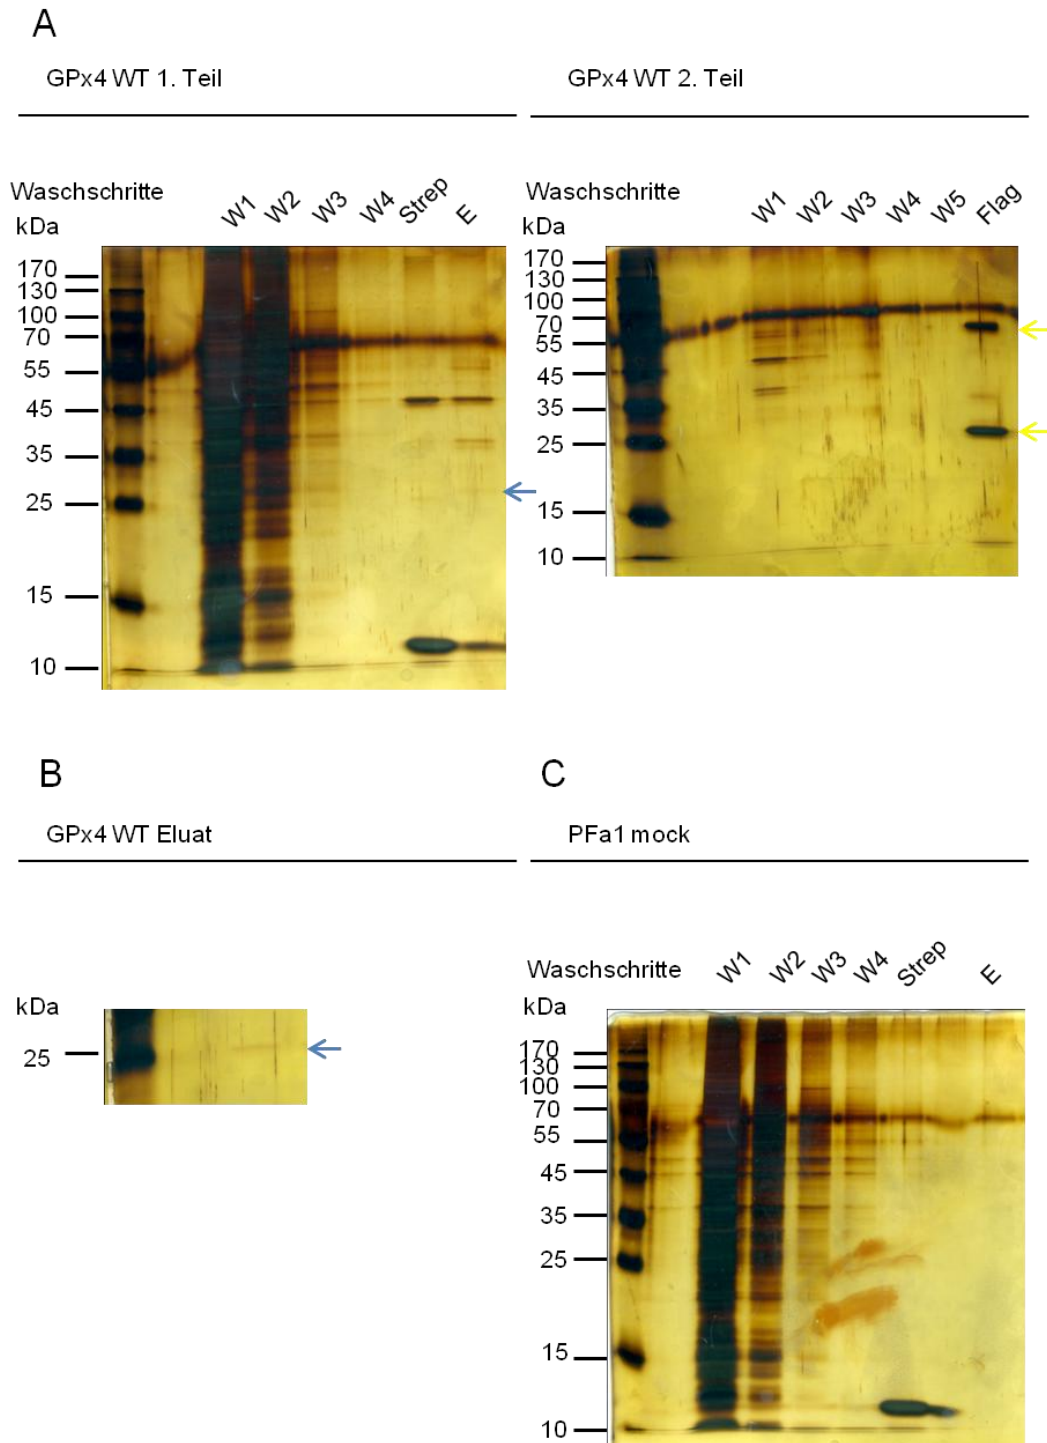 A
GPx4 WT 1. Teil
GPx4 WT 2. Teil
Waschschritte W1 W2 W3 W4 Strep E
kDa
170
130
100
70
55
45
35
25
15
10
Waschschritte W1 W2 W3 W4 W5 Flag
kDa
170
130
100
70
55
45
35
25
15
10
B
GPx4 WT Eluat
kDa
25
C
PFa1 mock
Waschschritte W1 W2 W3 W4 Strep E
kDa
170
130
100
70
55
45
35
25
15
10